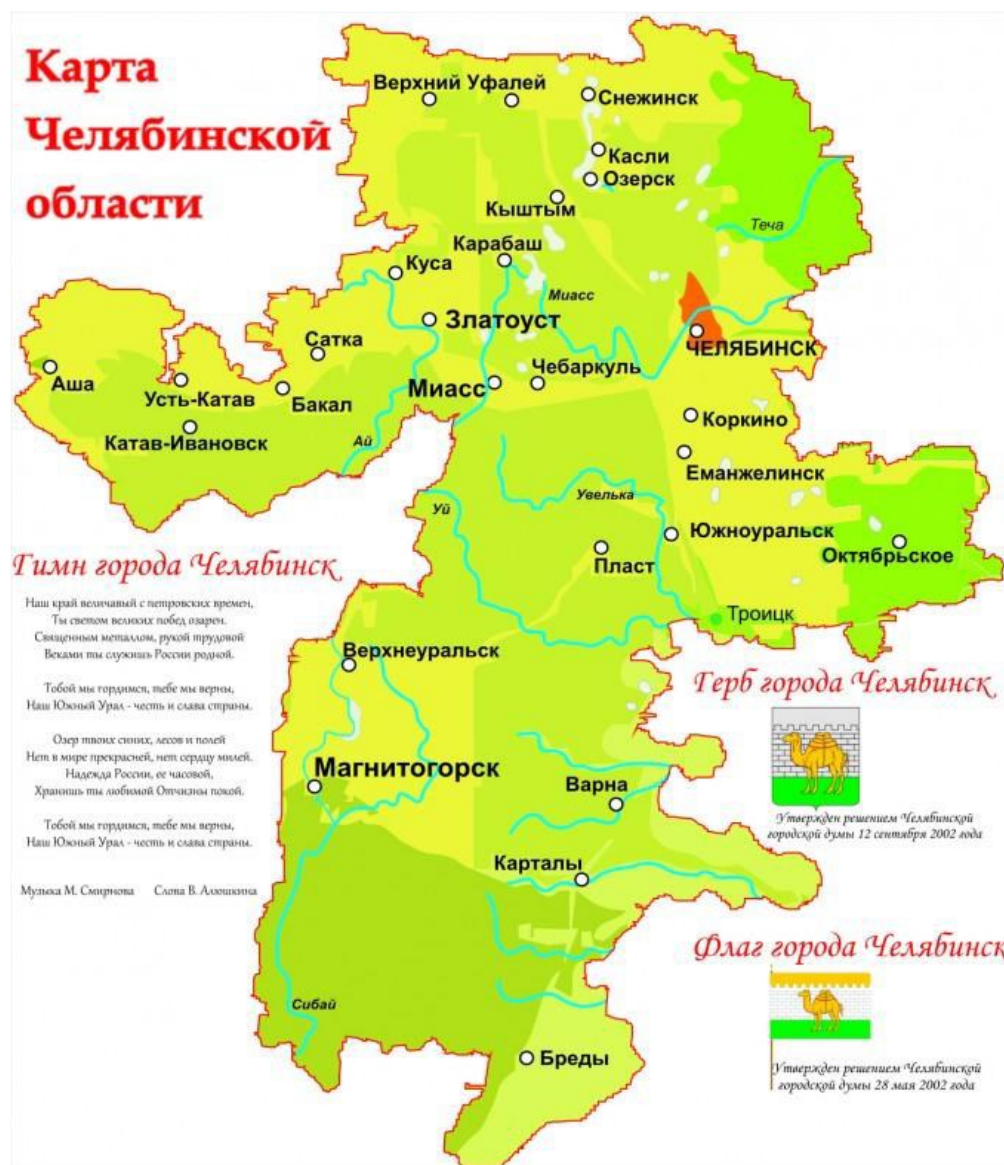 Карта
Челябинской
области
Верхний Уфалей
Снежинск
Касли
Озерск
Кыштым
Теча
Карабаш
Куса
Миасс
Златоуст
Сатка
ЧЕЛЯБИНСК
Аша
Усть-Катав
Бакал
Миасс
Чебаркуль
Катав-Ивановск
Ай
Коркино
Еманжелинск
Уй
Увелька
Южноуральск
Пласт
Октябрьское
Троицк
Гимн города Челябинск
Наш край величавый с петровских времен,
Ты светом великих побед озарен.
Священным металлом, рукой трудовой
Веками ты служишь России родной.
Тобой мы гордимся, тебе мы верны,
Наш Южный Урал - честь и слава страны.
Озер твоих синих, лесов и полей
Нет в мире прекрасней, нет сердцу милей.
Надежда России, ее часовой,
Хранишь ты любимой Отчизны покой.
Тобой мы гордимся, тебе мы верны,
Наш Южный Урал - честь и слава страны.
Музыка М. Смирнова Слова В. Алюшкина
Верхнеуральск
Магнитогорск
Варна
Карталы
Сибай
Бреды
Герб города Челябинск
Утвержден решением Челябинской
городской думы 12 сентября 2002 года
Флаг города Челябинск
Утвержден решением Челябинской
городской думы 28 мая 2002 года